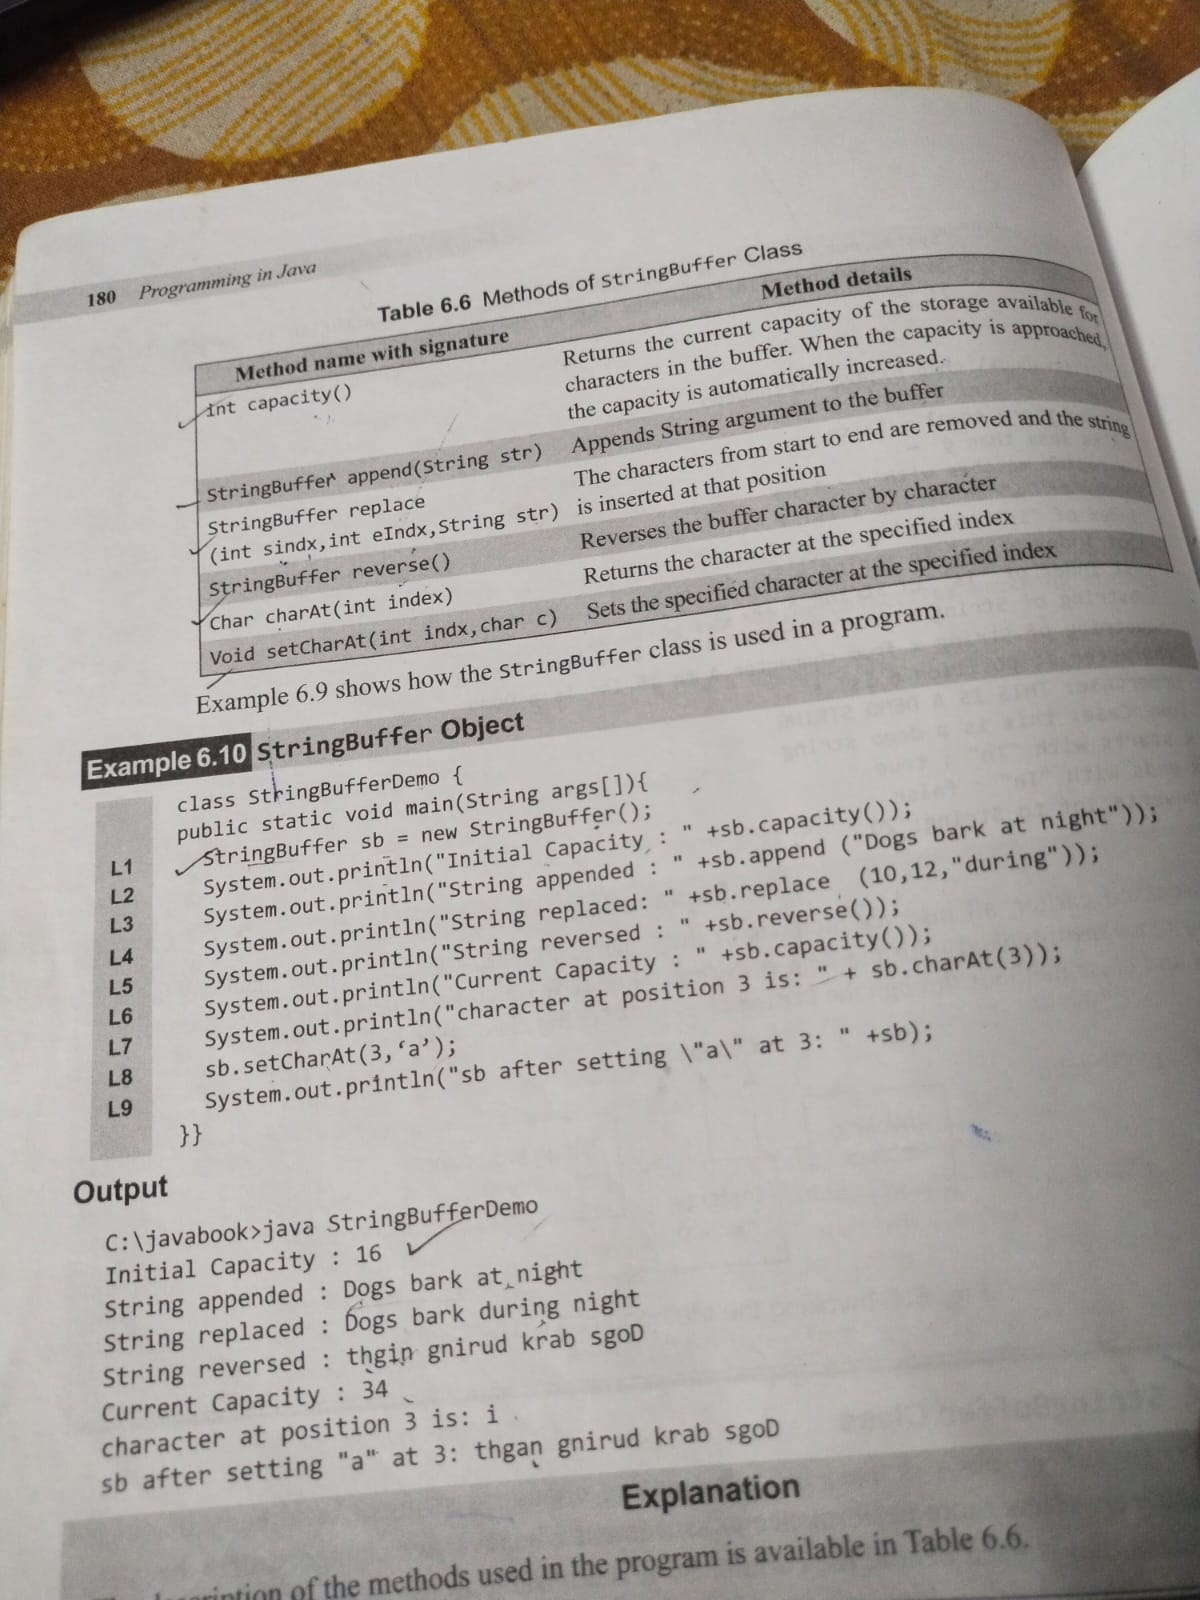 180 Programming in Java
Table 6.6 Methods of StringBuffer Class
Method name with signature Method details
int capacity() Returns the current capacity of the storage available for
characters in the buffer. When the capacity is approached,
the capacity is automatically increased.
StringBuffer append(String str) Appends String argument to the buffer
StringBuffer replace The characters from start to end are removed and the string
(int sindx,int eIndx,String str) is inserted at that position
StringBuffer reverse() Reverses the buffer character by character
Char charAt(int index) Returns the character at the specified index
Void setCharAt(int indx,char c) Sets the specified character at the specified index
Example 6.9 shows how the StringBuffer class is used in a program.
Example 6.10 StringBuffer Object
class StringBufferDemo {
public static void main(String args[]){
L1 StringBuffer sb = new StringBuffer();
L2 System.out.println("Initial Capacity : " +sb.capacity());
L3 System.out.println("String appended : " +sb.append ("Dogs bark at night"));
L4 System.out.println("String replaced: " +sb.replace (10,12,"during"));
L5 System.out.println("String reversed : " +sb.reverse());
L6 System.out.println("Current Capacity : " +sb.capacity());
L7 System.out.println("character at position 3 is: " + sb.charAt(3));
L8 sb.setCharAt(3,‘a’);
L9 System.out.println("sb after setting \"a\" at 3: " +sb);
}}
Output
C:\javabook>java StringBufferDemo
Initial Capacity : 16
String appended : Dogs bark at night
String replaced : Dogs bark during night
String reversed : thgin gnirud krab sgoD
Current Capacity : 34
character at position 3 is: i
sb after setting "a" at 3: thgan gnirud krab sgoD
Explanation
of the methods used in the program is available in Table 6.6.